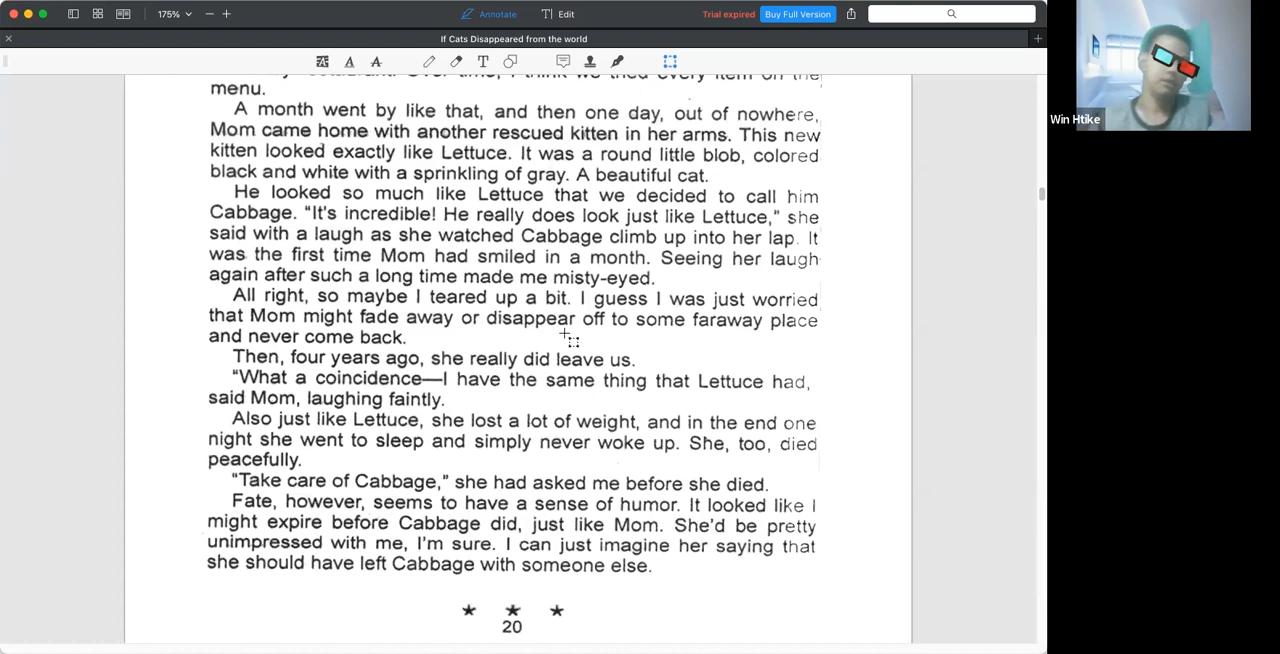 175%
Annotate
Edit
Trial expired
Buy Full Version
If Cats Disappeared from the world
every item on the
menu.
A month went by like that, and then one day, out of nowhere,
Mom came home with another rescued kitten in her arms. This new
kitten looked exactly like Lettuce. It was a round little blob, colored
black and white with a sprinkling of gray. A beautiful cat.
He looked so much like Lettuce that we decided to call him
Cabbage. “It's incredible! He really does look just like Lettuce,” she
said with a laugh as she watched Cabbage climb up into her lap. It
was the first time Mom had smiled in a month. Seeing her laugh
again after such a long time made me misty-eyed.
All right, so maybe I teared up a bit. I guess I was just worried
that Mom might fade away or disappear off to some faraway place
and never come back.
Then, four years ago, she really did leave us.
“What a coincidence—I have the same thing that Lettuce had,
said Mom, laughing faintly.
Also just like Lettuce, she lost a lot of weight, and in the end one
night she went to sleep and simply never woke up. She, too, died
peacefully.
“Take care of Cabbage,” she had asked me before she died.
Fate, however, seems to have a sense of humor. It looked like I
might expire before Cabbage did, just like Mom. She'd be pretty
unimpressed with me, I'm sure. I can just imagine her saying that
she should have left Cabbage with someone else.
★ ★ ★
20
Win Htike